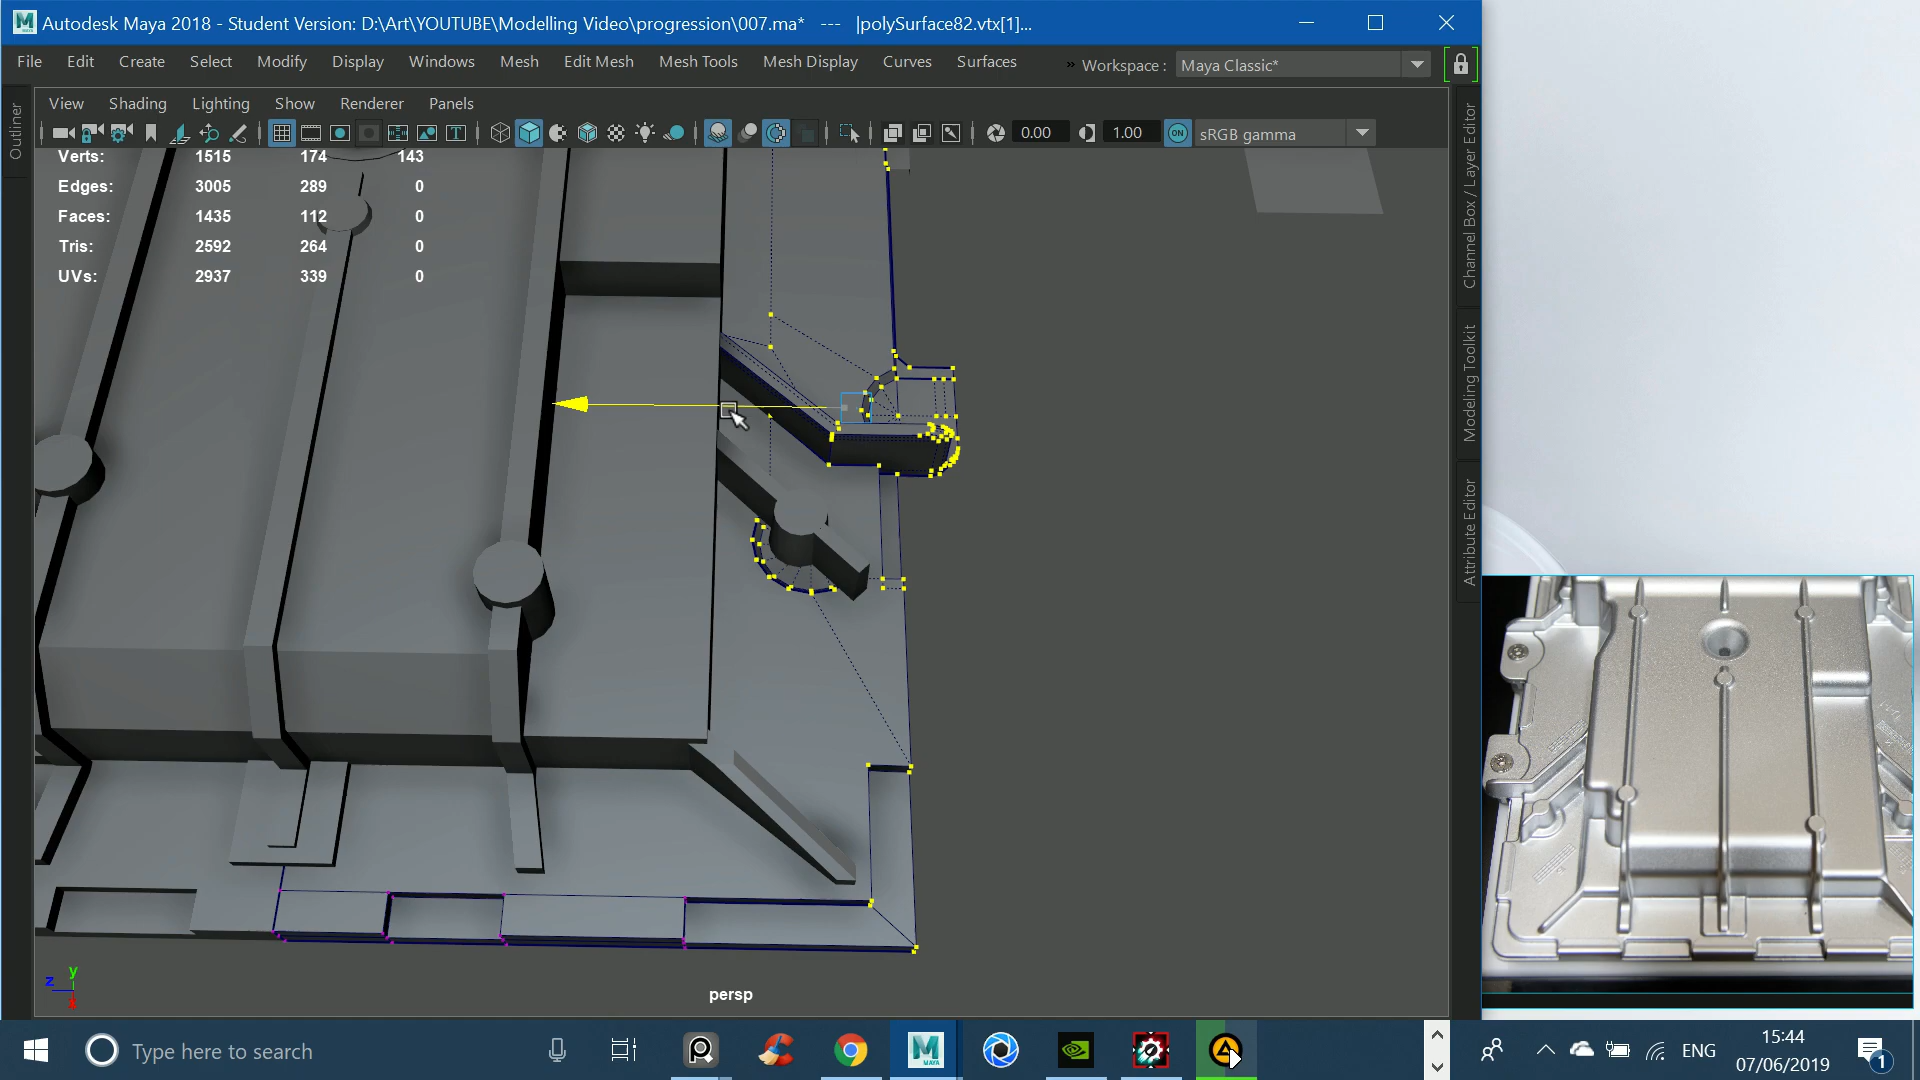 Autodesk Maya 2018 - Student Version: D:\Art\YOUTUBE\Modelling Video\progression\007.ma*   ---   |polySurface82.vtx[1]...
File Edit Create Select Modify Display Windows Mesh Edit Mesh Mesh Tools Mesh Display Curves Surfaces » Workspace : Maya Classic*
View Shading Lighting Show Renderer Panels
Outliner
0.00 1.00 ON sRGB gamma
Verts: 1515 174 143
Edges: 3005 289 0
Faces: 1435 112 0
Tris: 2592 264 0
UVs: 2937 339 0
Channel Box / Layer Editor
Modeling Toolkit
Attribute Editor
y
z
x
persp
Type here to search
MAYA
ENG
15:44
07/06/2019
1